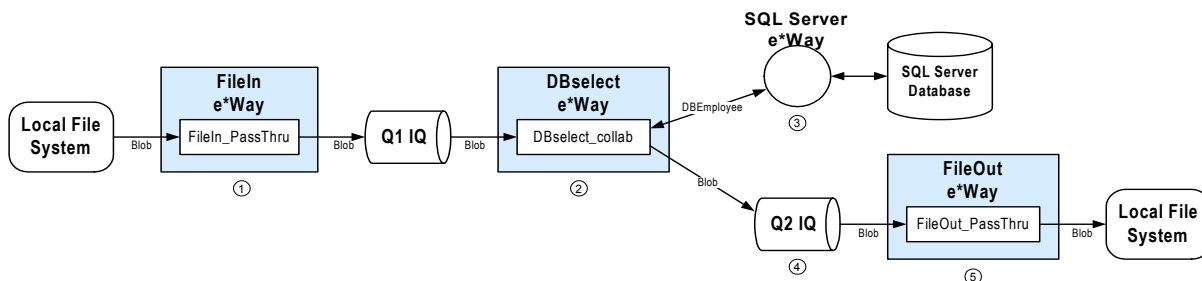 SQL Server
e*Way
SQL Server
Database
DBEmployee
③
FileIn
e*Way
FileIn_PassThru
①
Local File
System
Blob
Blob
Q1 IQ
Blob
DBselect
e*Way
DBselect_collab
②
Blob
Q2 IQ
④
Blob
FileOut
e*Way
FileOut_PassThru
⑤
Blob
Local File
System